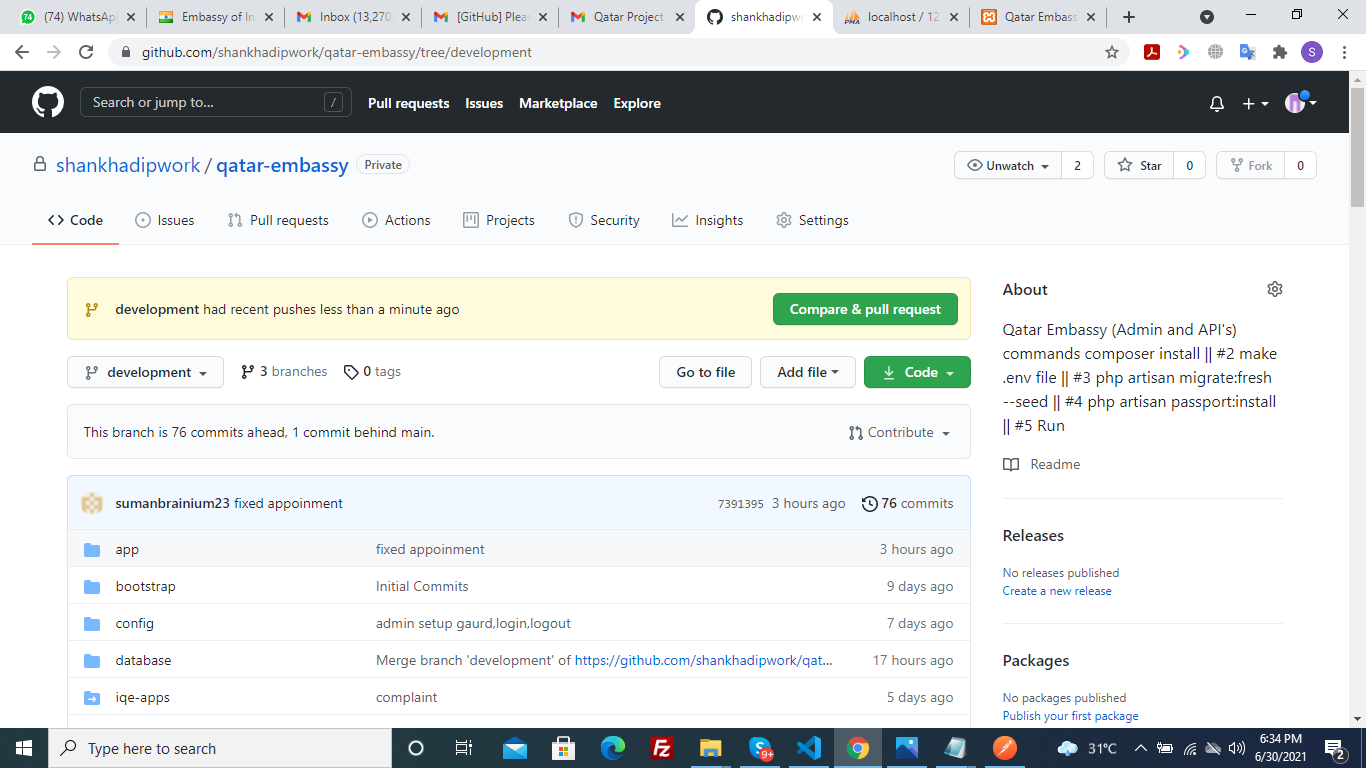 (74) WhatsAp
Embassy of In
Inbox (13,270
[GitHub] Plea
Qatar Project
shankhadipwo
localhost / 12
Qatar Embass
github.com/shankhadipwork/qatar-embassy/tree/development
S
Search or jump to...
/
Pull requests
Issues
Marketplace
Explore
shankhadipwork / qatar-embassy
Private
Unwatch
2
Star
0
Fork
0
Code
Issues
Pull requests
Actions
Projects
Security
Insights
Settings
development had recent pushes less than a minute ago
Compare & pull request
development
3 branches
0 tags
Go to file
Add file
Code
This branch is 76 commits ahead, 1 commit behind main.
Contribute
sumanbrainium23 fixed appoinment
7391395 3 hours ago
76 commits
app
fixed appoinment
3 hours ago
bootstrap
Initial Commits
9 days ago
config
admin setup gaurd,login,logout
7 days ago
database
Merge branch 'development' of https://github.com/shankhadipwork/qat...
17 hours ago
iqe-apps
complaint
5 days ago
About
Qatar Embassy (Admin and API's)
commands composer install || #2 make
.env file || #3 php artisan migrate:fresh
--seed || #4 php artisan passport:install
|| #5 Run
Readme
Releases
No releases published
Create a new release
Packages
No packages published
Publish your first package
Type here to search
9+
31°C
6:34 PM
6/30/2021
2